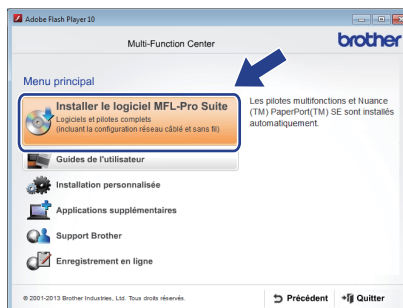 Adobe Flash Player 10
Multi-Function Center
brother
Menu principal
Installer le logiciel MFL-Pro Suite
Logiciels et pilotes complets
(incluant la configuration réseau câblé et sans fil)
Les pilotes multifonctions et Nuance
(TM) PaperPort(TM) SE sont installés
automatiquement.
Guides de l'utilisateur
Installation personnalisée
Applications supplémentaires
Support Brother
Enregistrement en ligne
© 2001-2013 Brother Industries, Ltd. Tous droits réservés.
Précédent
Quitter